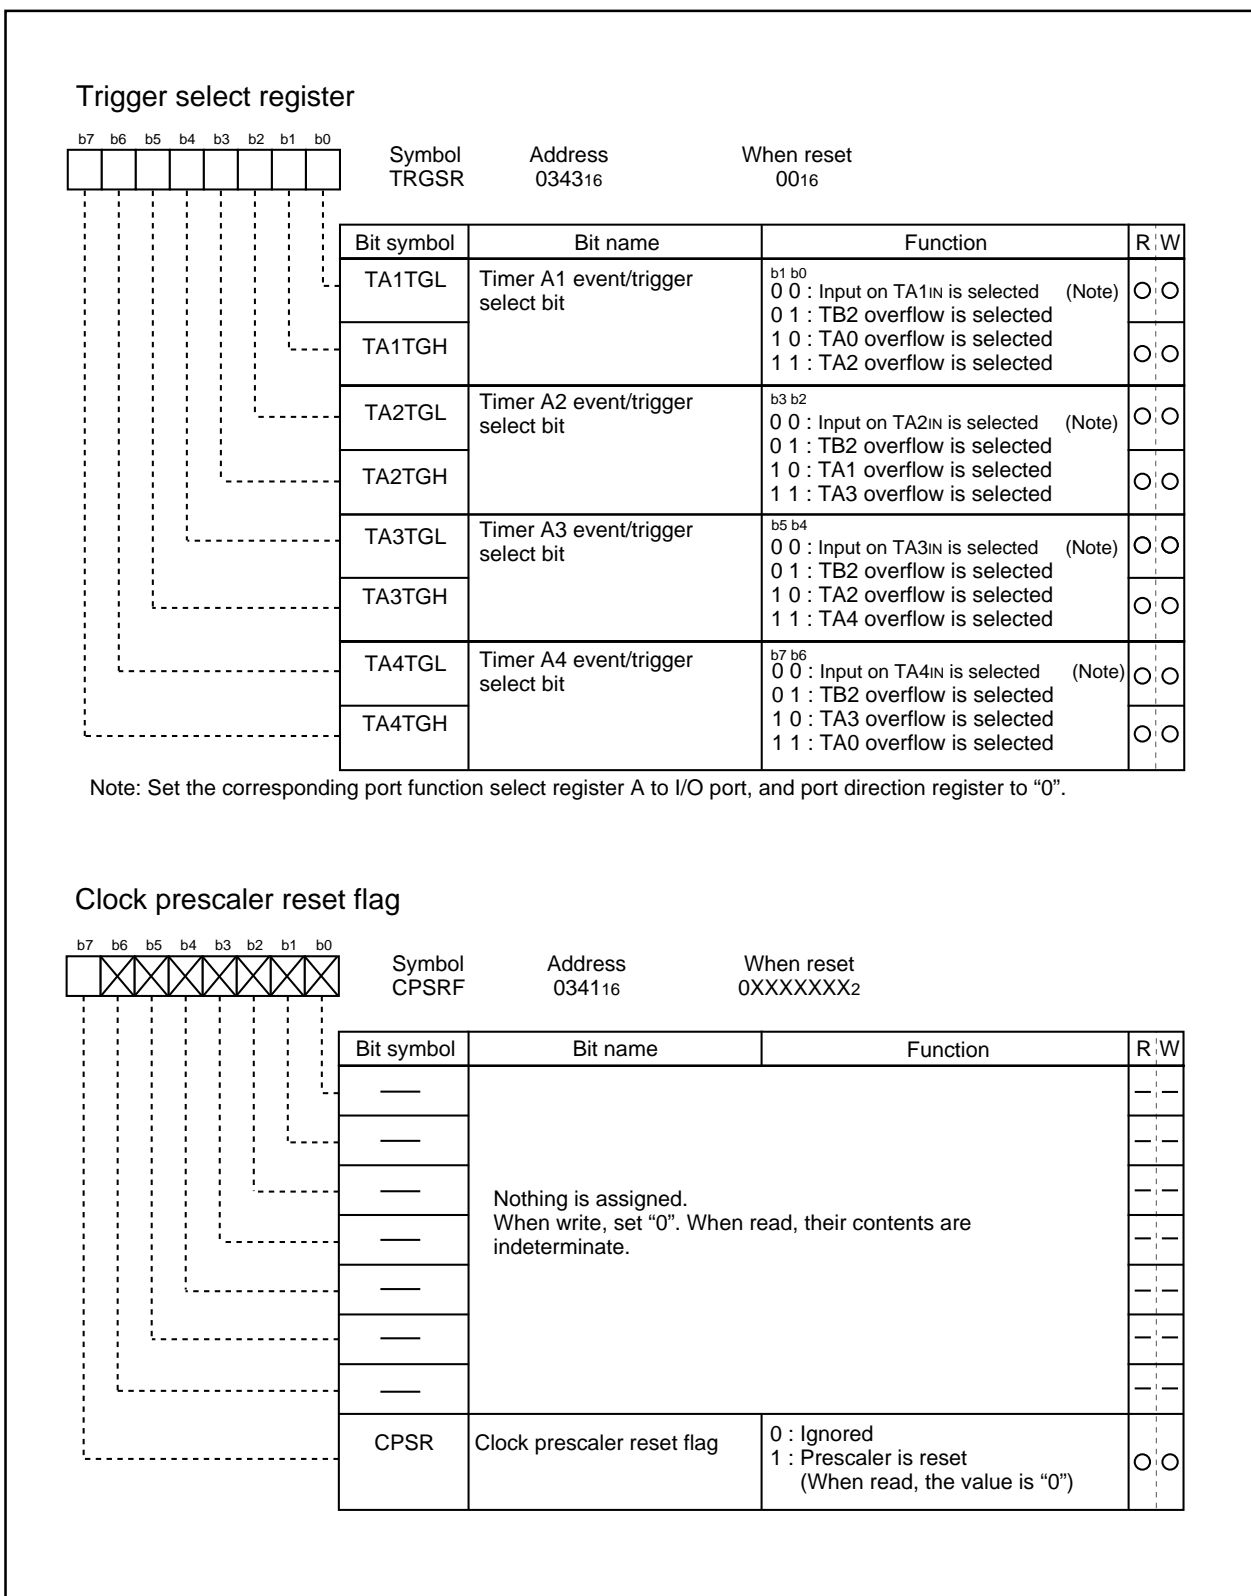 Trigger select register
b7 b6 b5 b4 b3 b2 b1 b0
Symbol Address When reset
TRGSR 034316 0016
Bit symbol Bit name Function R W
TA1TGL Timer A1 event/trigger select bit
b1 b0
0 0 : Input on TA1IN is selected (Note)
0 1 : TB2 overflow is selected
TA1TGH
1 0 : TA0 overflow is selected
1 1 : TA2 overflow is selected
TA2TGL Timer A2 event/trigger select bit
b3 b2
0 0 : Input on TA2IN is selected (Note)
0 1 : TB2 overflow is selected
TA2TGH
1 0 : TA1 overflow is selected
1 1 : TA3 overflow is selected
TA3TGL Timer A3 event/trigger select bit
b5 b4
0 0 : Input on TA3IN is selected (Note)
0 1 : TB2 overflow is selected
TA3TGH
1 0 : TA2 overflow is selected
1 1 : TA4 overflow is selected
TA4TGL Timer A4 event/trigger select bit
b7 b6
0 0 : Input on TA4IN is selected (Note)
0 1 : TB2 overflow is selected
TA4TGH
1 0 : TA3 overflow is selected
1 1 : TA0 overflow is selected
Note: Set the corresponding port function select register A to I/O port, and port direction register to “0”.
Clock prescaler reset flag
b7 b6 b5 b4 b3 b2 b1 b0
Symbol Address When reset
CPSRF 034116 0XXXXXXX2
Bit symbol Bit name Function R W
Nothing is assigned.
When write, set “0”. When read, their contents are
indeterminate.
CPSR Clock prescaler reset flag
0 : Ignored
1 : Prescaler is reset
(When read, the value is “0”)